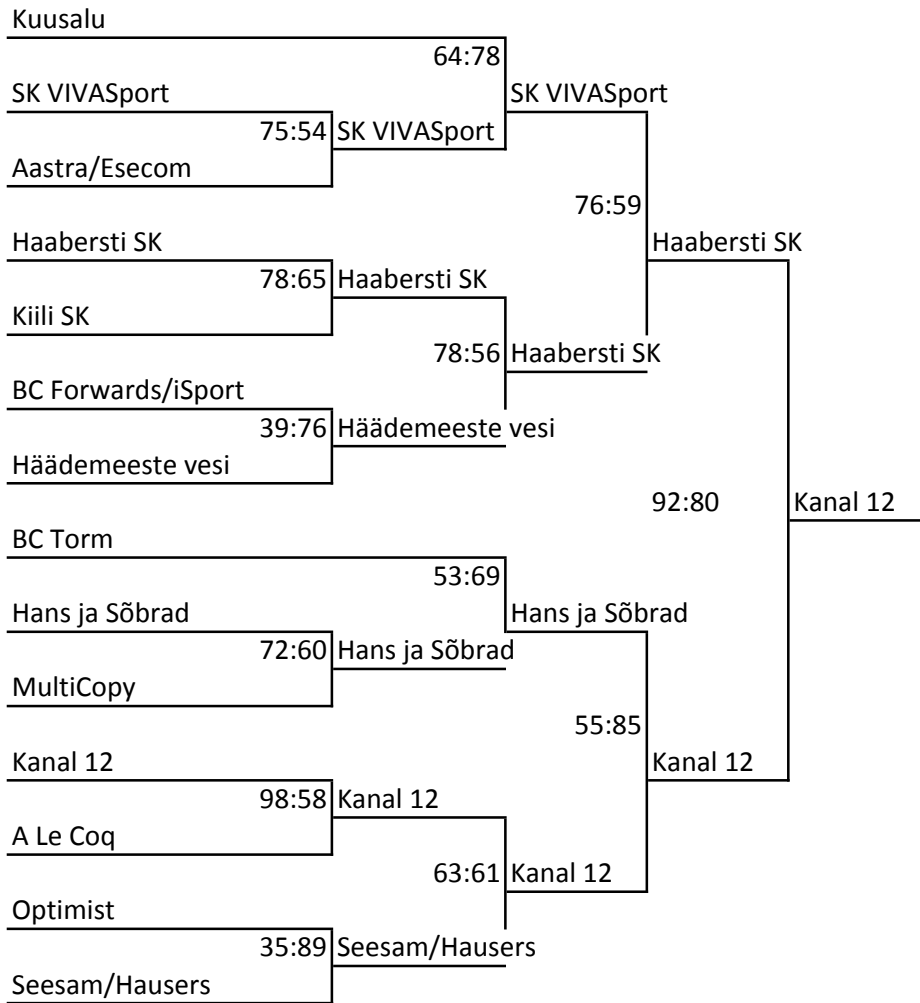 Kuusalu
64:78
SK VIVASport
SK VIVASport
75:54
SK VIVASport
Aastra/Esecom
76:59
Haabersti SK
Haabersti SK
78:65
Haabersti SK
Kiili SK
78:56
Haabersti SK
BC Forwards/iSport
39:76
Häädemeeste vesi
Häädemeeste vesi
92:80
Kanal 12
BC Torm
53:69
Hans ja Sõbrad
Hans ja Sõbrad
72:60
Hans ja Sõbrad
MultiCopy
55:85
Kanal 12
Kanal 12
98:58
Kanal 12
A Le Coq
63:61
Kanal 12
Optimist
35:89
Seesam/Hausers
Seesam/Hausers